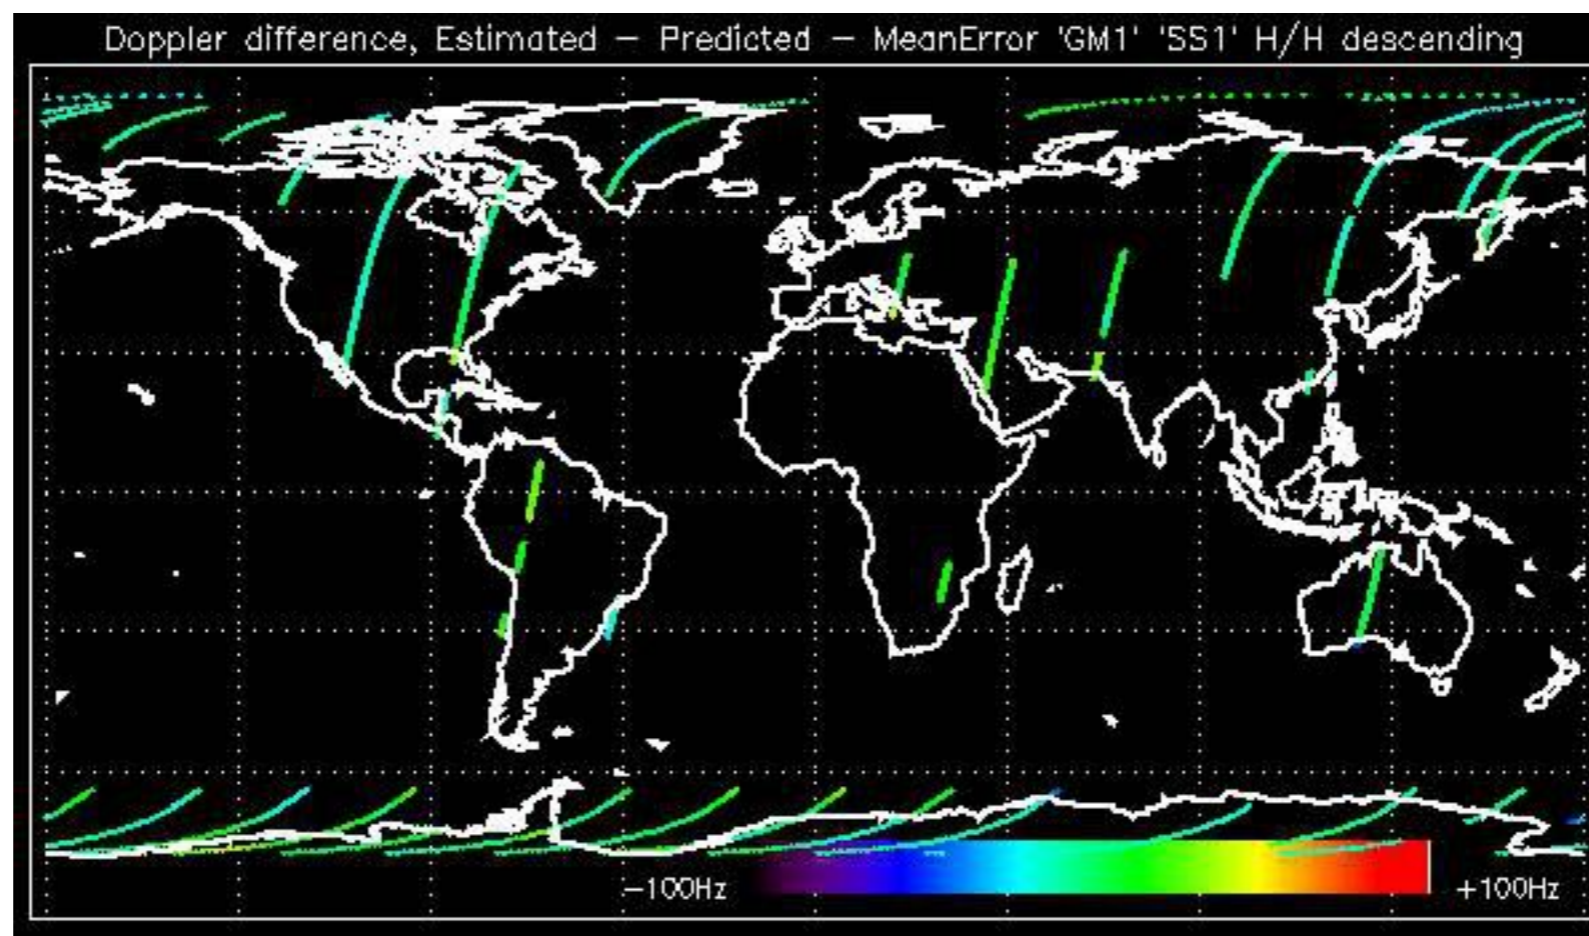 Doppler difference, Estimated – Predicted – MeanError 'GM1' 'SS1' H/H descending
–100Hz
+100Hz